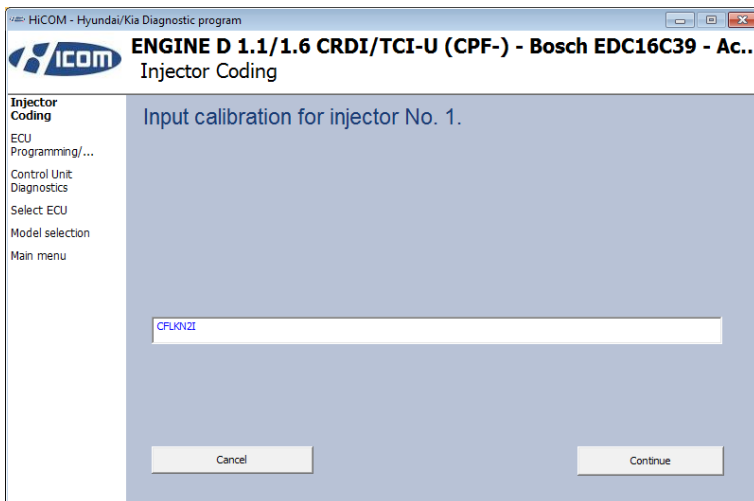 HiCOM - Hyundai/Kia Diagnostic program
HICOM
ENGINE D 1.1/1.6 CRDI/TCI-U (CPF-) - Bosch EDC16C39 - Ac...
Injector Coding
Injector
Coding
ECU
Programming/...
Control Unit
Diagnostics
Select ECU
Model selection
Main menu
Input calibration for injector No. 1.
CFLKN2I
Cancel
Continue